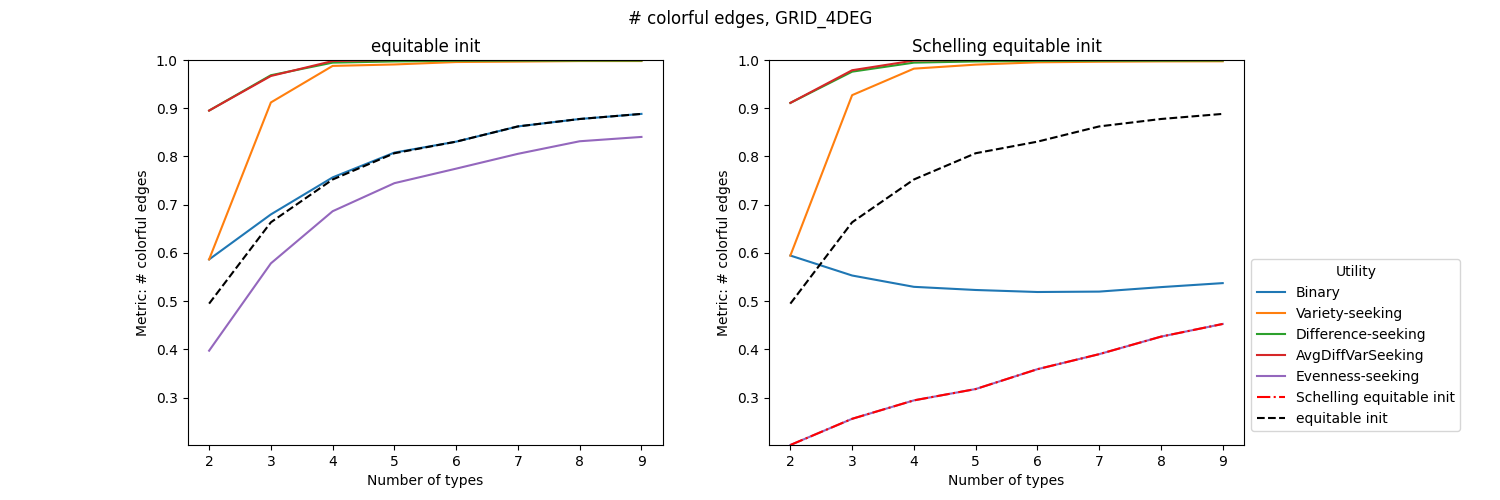 # colorful edges, GRID_4DEG
equitable init
1.0
0.9
0.8
0.7
0.6
0.5
0.4
0.3
Metric: # colorful edges
2 3 4 5 6 7 8 9
Number of types
Schelling equitable init
1.0
0.9
0.8
0.7
0.6
0.5
0.4
0.3
Metric: # colorful edges
2 3 4 5 6 7 8 9
Number of types
Utility
Binary
Variety-seeking
Difference-seeking
AvgDiffVarSeeking
Evenness-seeking
Schelling equitable init
equitable init